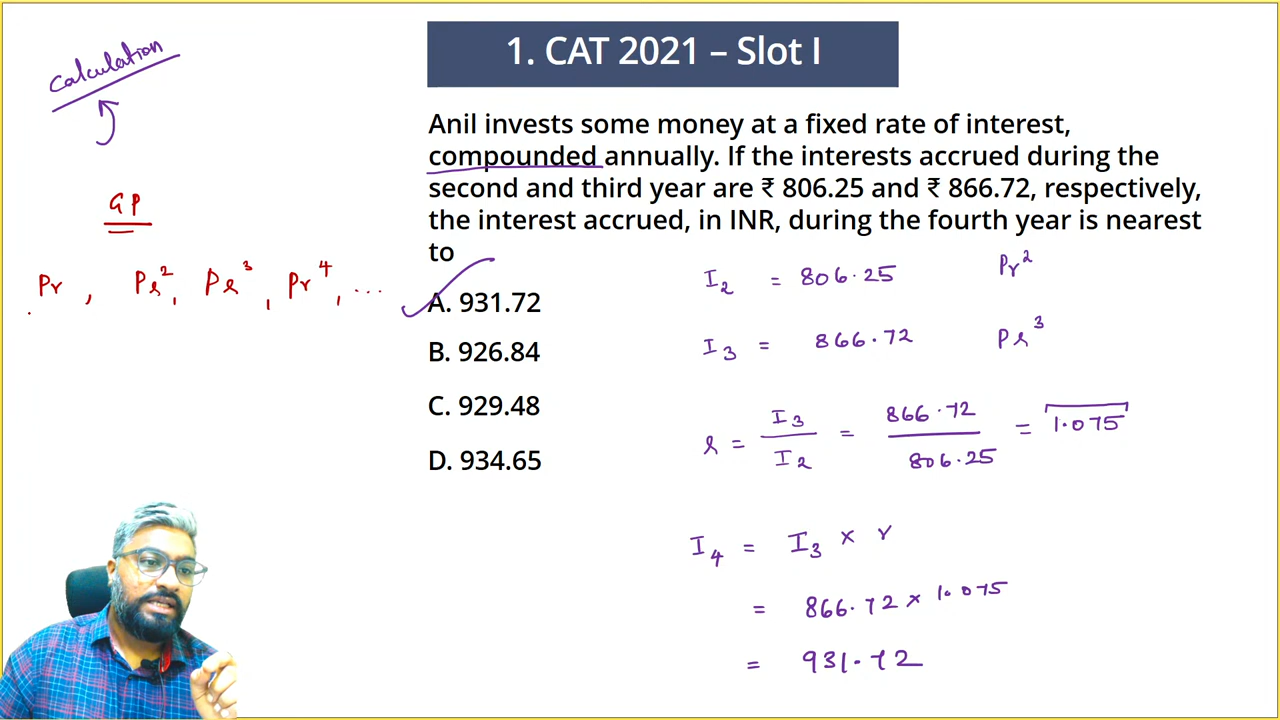 calculation
1. CAT 2021 – Slot I
Anil invests some money at a fixed rate of interest,
compounded annually. If the interests accrued during the
second and third year are ₹ 806.25 and ₹ 866.72, respectively,
the interest accrued, in INR, during the fourth year is nearest
to
A. 931.72
B. 926.84
C. 929.48
D. 934.65
GP
Pr , Pr², Pr³, Pr⁴, ...
I₂ = 806.25 Pr²
I₃ = 866.72 Pr³
r = I₃ / I₂ = 866.72 / 806.25 = 1.075
I₄ = I₃ × r
= 866.72 × 1.075
= 931.72